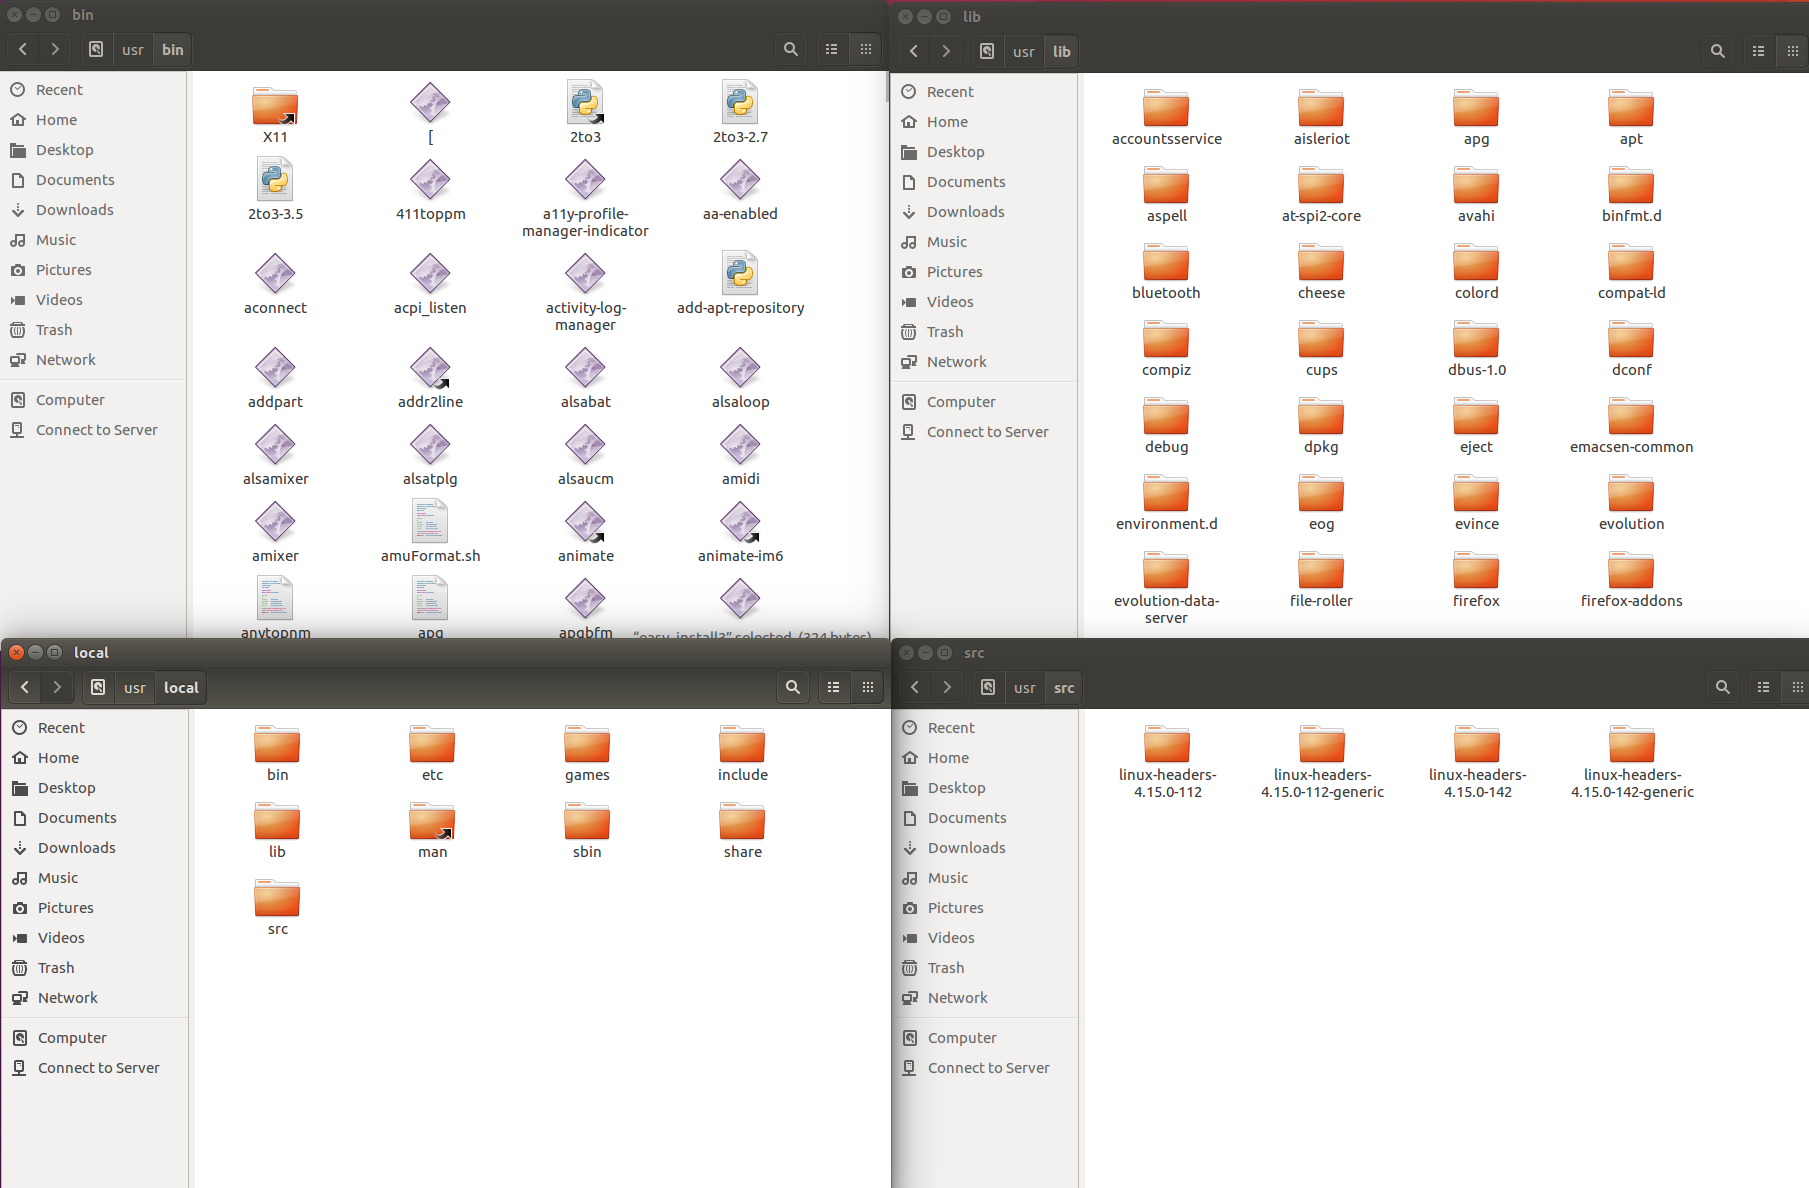 bin
usr bin
Recent
Home
Desktop
Documents
Downloads
Music
Pictures
Videos
Trash
Network
Computer
Connect to Server
X11 [ 2to3 2to3-2.7
2to3-3.5 411toppm a11y-profile- aa-enabled
manager-indicator
aconnect acpi_listen activity-log- add-apt-repository
manager
addpart addr2line alsabat alsaloop
alsamixer alsatplg alsaucm amidi
amixer amuFormat.sh animate animate-im6
anytopnm apg apgbfm
“easy_install3” selected (324 bytes)
lib
usr lib
Recent
Home
Desktop
Documents
Downloads
Music
Pictures
Videos
Trash
Network
Computer
Connect to Server
accountsservice aisleriot apg apt
aspell at-spi2-core avahi binfmt.d
bluetooth cheese colord compat-ld
compiz cups dbus-1.0 dconf
debug dpkg eject emacsen-common
environment.d eog evince evolution
evolution-data- file-roller firefox firefox-addons
server
local
usr local
Recent
Home
Desktop
Documents
Downloads
Music
Pictures
Videos
Trash
Network
Computer
Connect to Server
bin etc games include
lib man sbin share
src
src
usr src
Recent
Home
Desktop
Documents
Downloads
Music
Pictures
Videos
Trash
Network
Computer
Connect to Server
linux-headers- linux-headers- linux-headers- linux-headers-
4.15.0-112 4.15.0-112-generic 4.15.0-142 4.15.0-142-generic